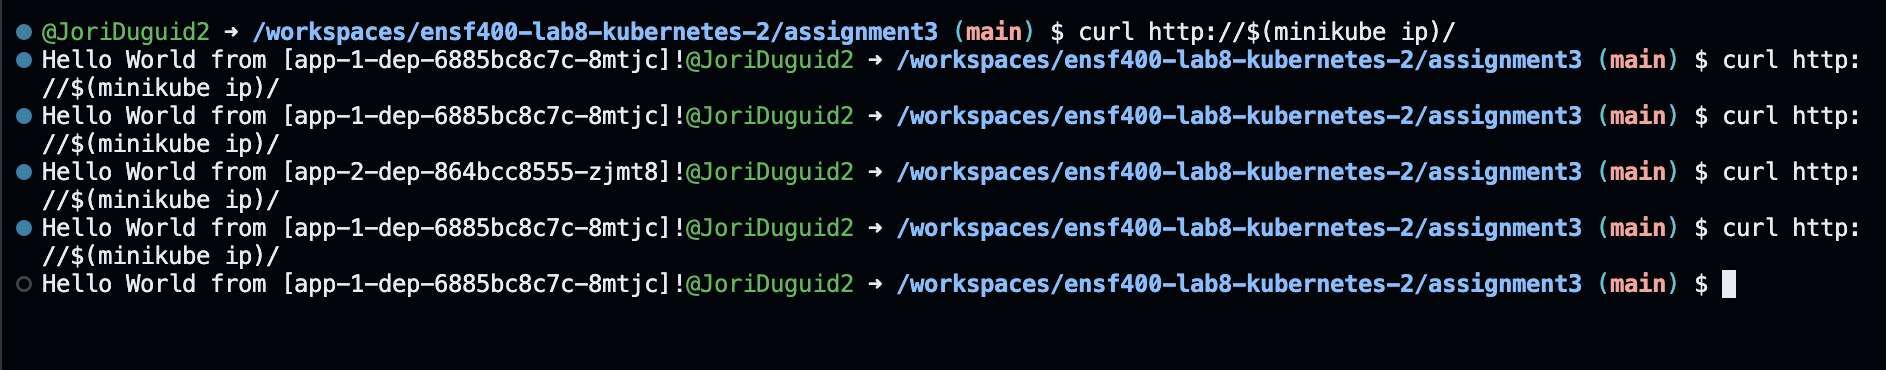 @JoriDuguid2 ➜ /workspaces/ensf400-lab8-kubernetes-2/assignment3 (main) $ curl http://$(minikube ip)/
Hello World from [app-1-dep-6885bc8c7c-8mtjc]!@JoriDuguid2 ➜ /workspaces/ensf400-lab8-kubernetes-2/assignment3 (main) $ curl http:
//$(minikube ip)/
Hello World from [app-1-dep-6885bc8c7c-8mtjc]!@JoriDuguid2 ➜ /workspaces/ensf400-lab8-kubernetes-2/assignment3 (main) $ curl http:
//$(minikube ip)/
Hello World from [app-2-dep-864bcc8555-zjmt8]!@JoriDuguid2 ➜ /workspaces/ensf400-lab8-kubernetes-2/assignment3 (main) $ curl http:
//$(minikube ip)/
Hello World from [app-1-dep-6885bc8c7c-8mtjc]!@JoriDuguid2 ➜ /workspaces/ensf400-lab8-kubernetes-2/assignment3 (main) $ curl http:
//$(minikube ip)/
Hello World from [app-1-dep-6885bc8c7c-8mtjc]!@JoriDuguid2 ➜ /workspaces/ensf400-lab8-kubernetes-2/assignment3 (main) $